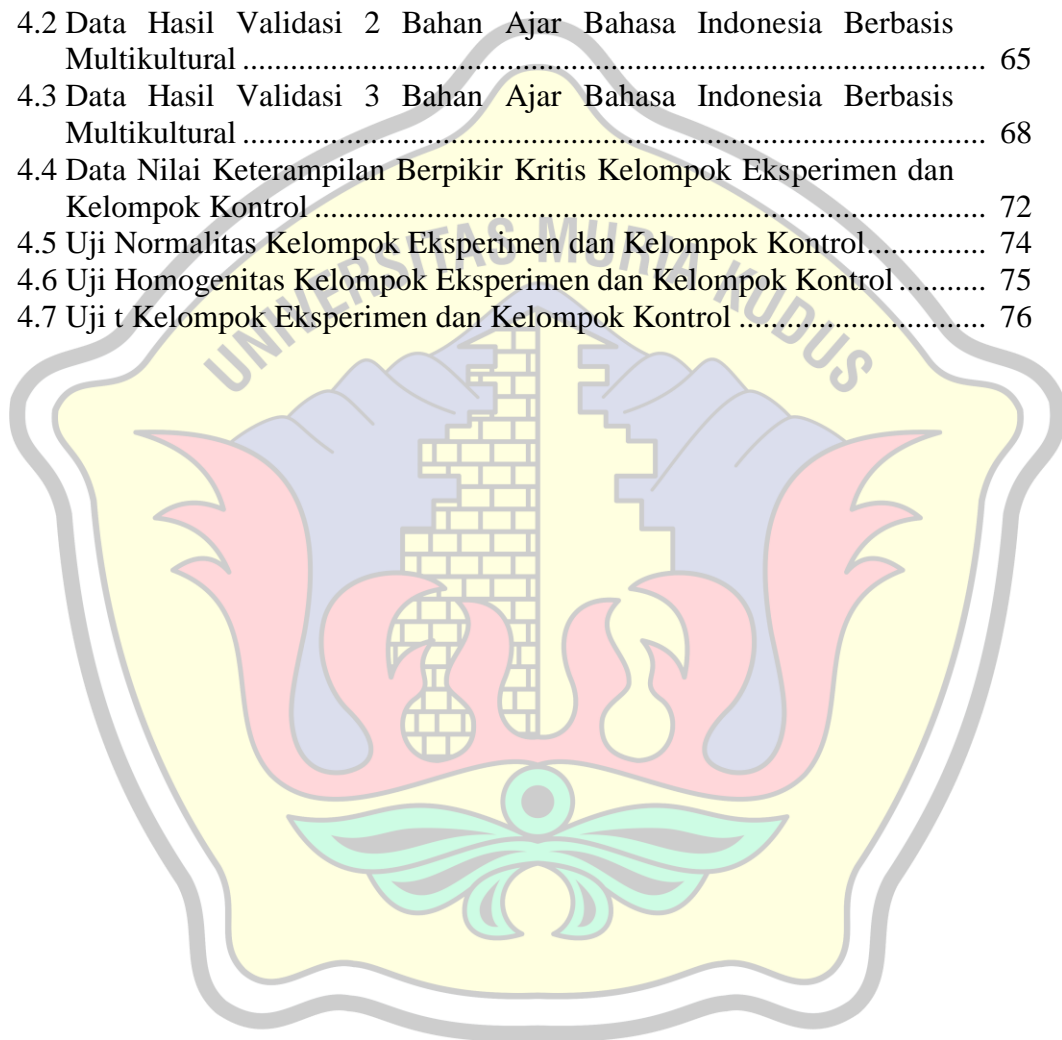 4.2 Data Hasil Validasi 2 Bahan Ajar Bahasa Indonesia Berbasis
Multikultural ................................................................................................ 65
4.3 Data Hasil Validasi 3 Bahan Ajar Bahasa Indonesia Berbasis
Multikultural ................................................................................................ 68
4.4 Data Nilai Keterampilan Berpikir Kritis Kelompok Eksperimen dan
Kelompok Kontrol ....................................................................................... 72
4.5 Uji Normalitas Kelompok Eksperimen dan Kelompok Kontrol ............... 74
4.6 Uji Homogenitas Kelompok Eksperimen dan Kelompok Kontrol ........... 75
4.7 Uji t Kelompok Eksperimen dan Kelompok Kontrol ................................ 76
UNIVERSITAS MURIA KUDUS